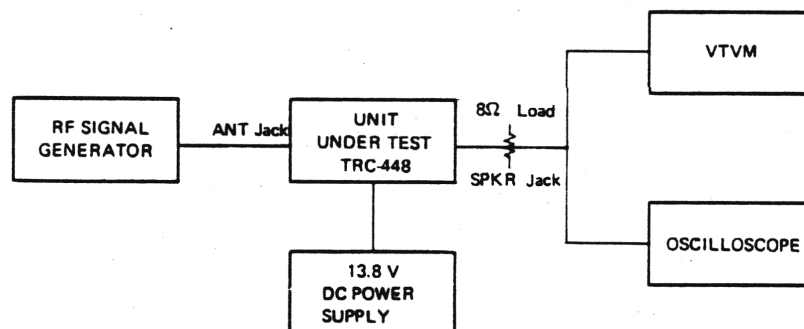 VTVM
RF SIGNAL
GENERATOR
ANT Jack
UNIT
UNDER TEST
TRC-448
8Ω Load
SPKR Jack
OSCILLOSCOPE
13.8 V
DC POWER
SUPPLY